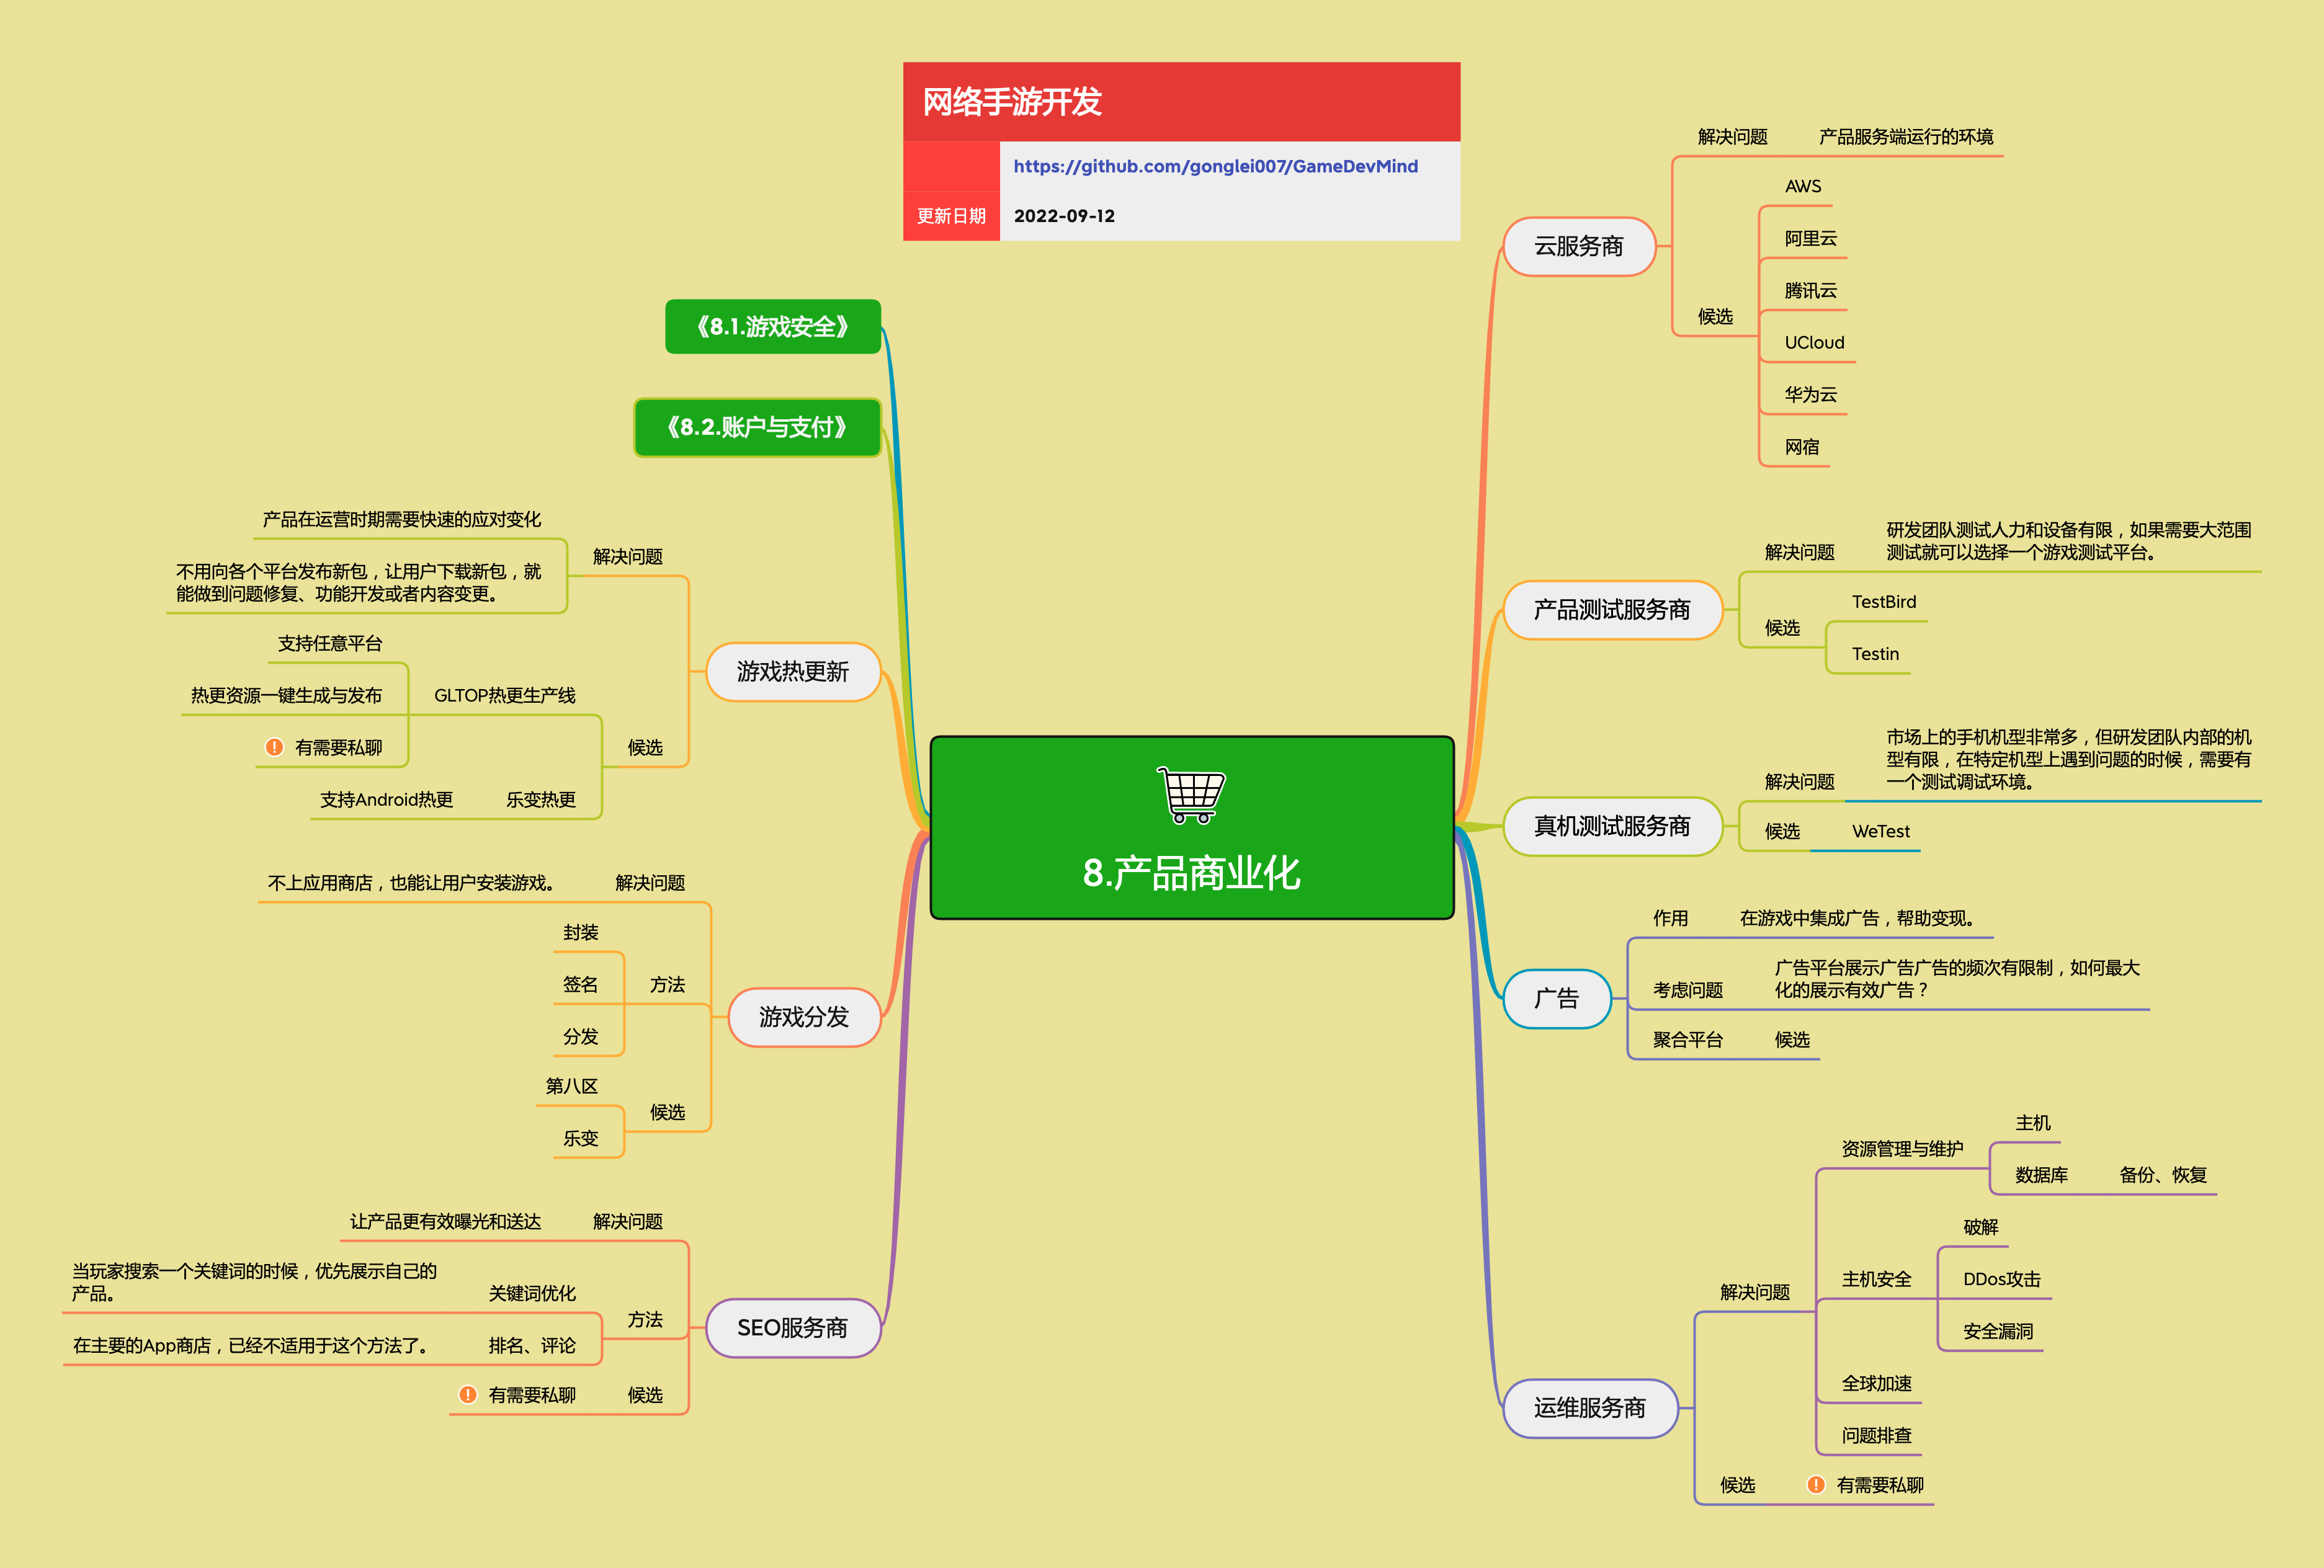 网络手游开发
https://github.com/gonglei007/GameDevMind
更新日期
2022-09-12
8.产品商业化
云服务商
解决问题
产品服务端运行的环境
候选
AWS
阿里云
腾讯云
UCloud
华为云
网宿
产品测试服务商
解决问题
研发团队测试人力和设备有限，如果需要大范围
测试就可以选择一个游戏测试平台。
候选
TestBird
Testin
真机测试服务商
解决问题
市场上的手机机型非常多，但研发团队内部的机
型有限，在特定机型上遇到问题的时候，需要有
一个测试调试环境。
候选
WeTest
广告
作用
在游戏中集成广告，帮助变现。
考虑问题
广告平台展示广告广告的频次有限制，如何最大
化的展示有效广告？
聚合平台
候选
运维服务商
解决问题
资源管理与维护
主机
数据库
备份、恢复
主机安全
破解
DDos攻击
安全漏洞
全球加速
问题排查
候选
有需要私聊
《8.1.游戏安全》
《8.2.账户与支付》
游戏热更新
解决问题
产品在运营时期需要快速的应对变化
不用向各个平台发布新包，让用户下载新包，就
能做到问题修复、功能开发或者内容变更。
候选
GLTOP热更生产线
支持任意平台
热更资源一键生成与发布
有需要私聊
乐变热更
支持Android热更
游戏分发
解决问题
不上应用商店，也能让用户安装游戏。
方法
封装
签名
分发
候选
第八区
乐变
SEO服务商
解决问题
让产品更有效曝光和送达
方法
关键词优化
当玩家搜索一个关键词的时候，优先展示自己的
产品。
排名、评论
在主要的App商店，已经不适用于这个方法了。
候选
有需要私聊